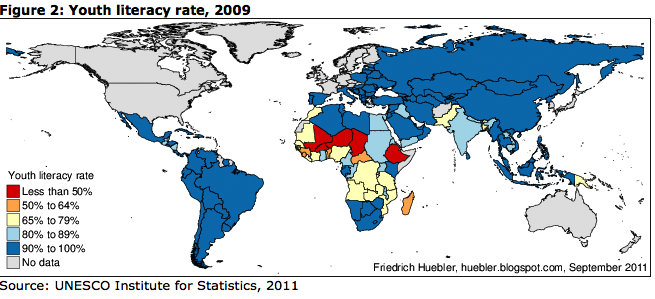 Figure 2: Youth literacy rate, 2009
Youth literacy rate
Less than 50%
50% to 64%
65% to 79%
80% to 89%
90% to 100%
No data
Friedrich Huebler, huebler.blogspot.com, September 2011
Source: UNESCO Institute for Statistics, 2011